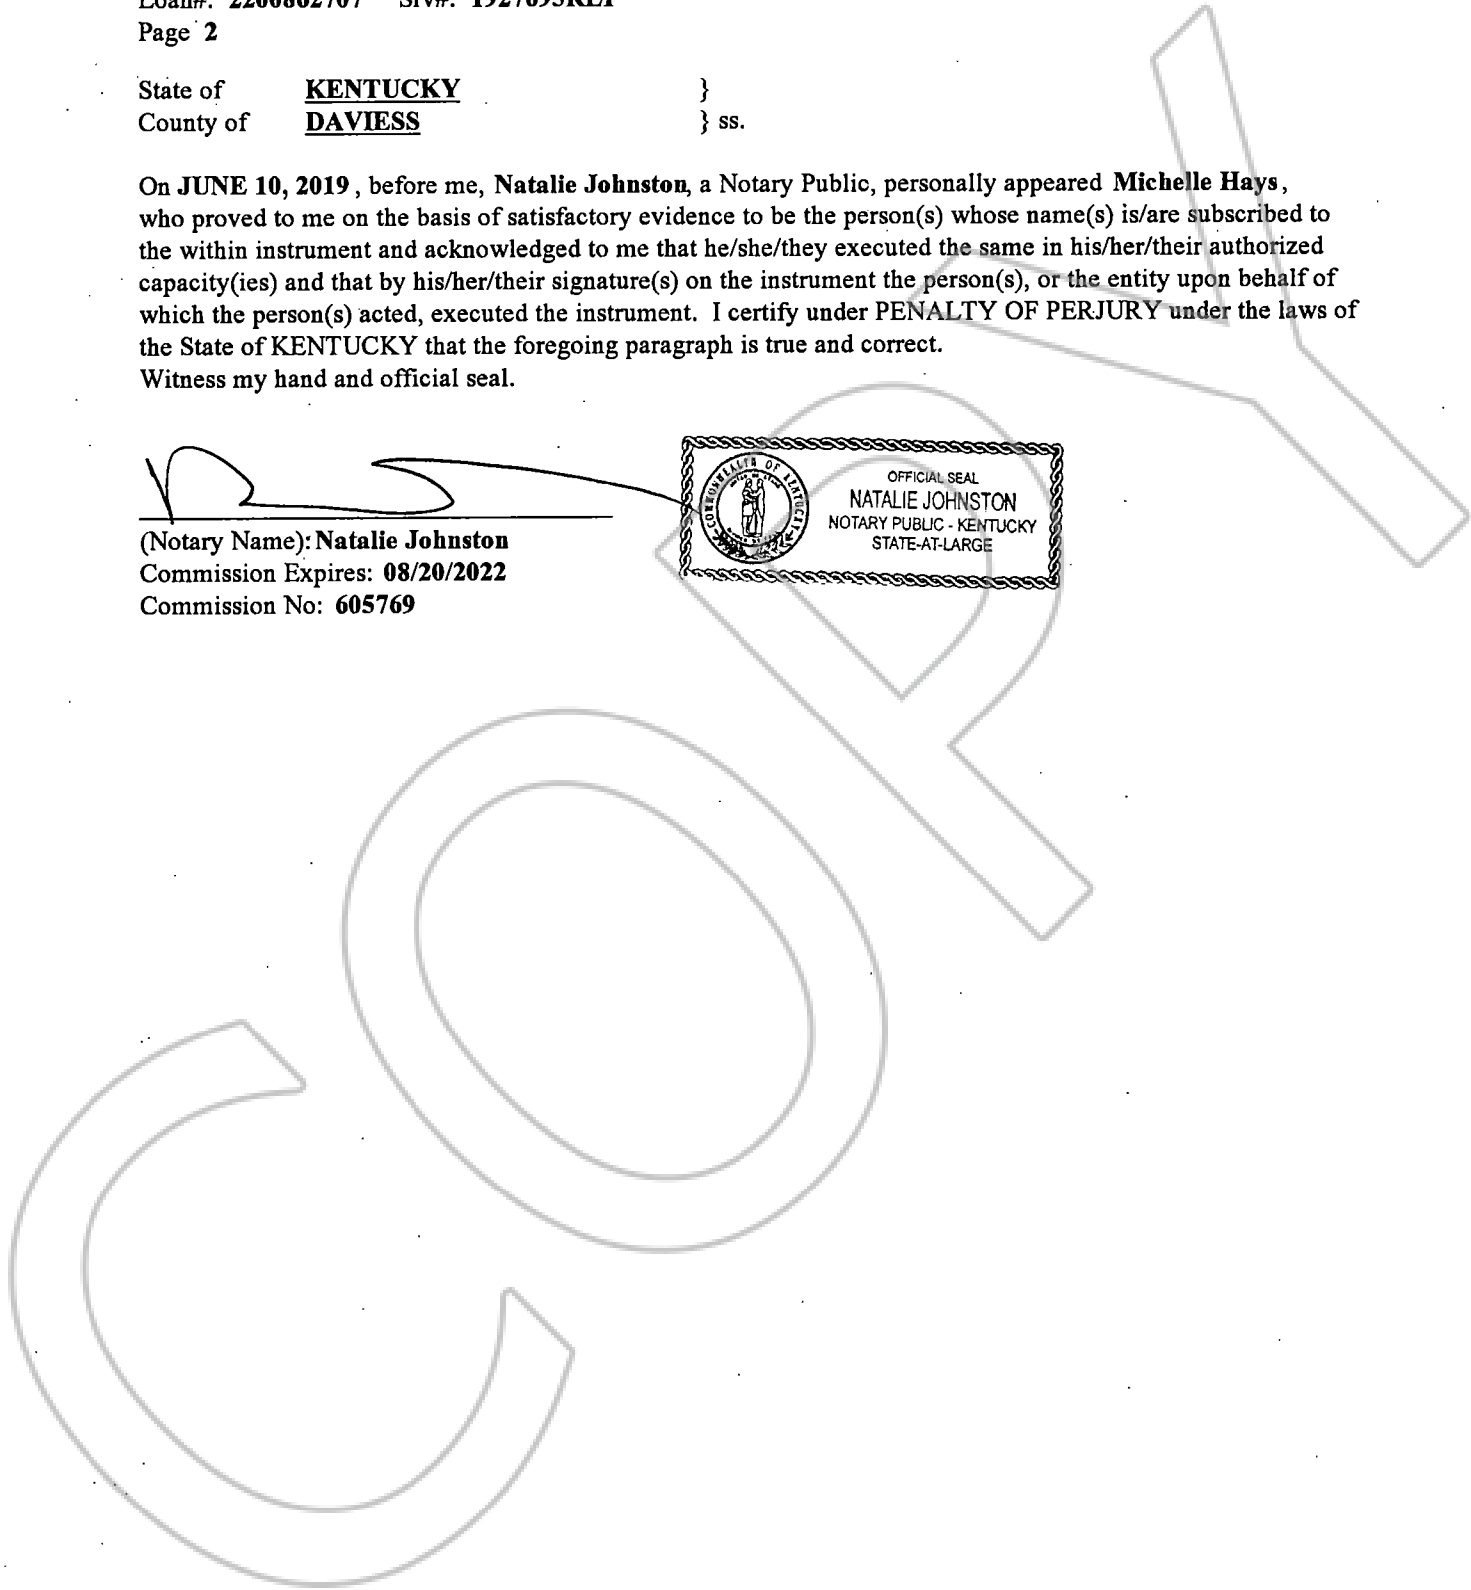 Page 2
State of KENTUCKY }
County of DAVIESS } ss.
On JUNE 10, 2019, before me, Natalie Johnston, a Notary Public, personally appeared Michelle Hays,
who proved to me on the basis of satisfactory evidence to be the person(s) whose name(s) is/are subscribed to
the within instrument and acknowledged to me that he/she/they executed the same in his/her/their authorized
capacity(ies) and that by his/her/their signature(s) on the instrument the person(s), or the entity upon behalf of
which the person(s) acted, executed the instrument. I certify under PENALTY OF PERJURY under the laws of
the State of KENTUCKY that the foregoing paragraph is true and correct.
Witness my hand and official seal.
COMMONWEALTH OF KENTUCKY
OFFICIAL SEAL
NATALIE JOHNSTON
NOTARY PUBLIC - KENTUCKY
STATE-AT-LARGE
(Notary Name): Natalie Johnston
Commission Expires: 08/20/2022
Commission No: 605769
COPY